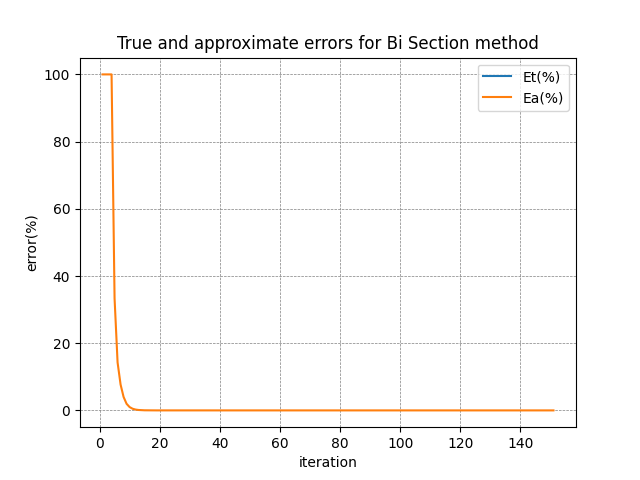 True and approximate errors for Bi Section method
Et(%)
Ea(%)
error(%)
100
80
60
40
20
0
0 20 40 60 80 100 120 140
iteration